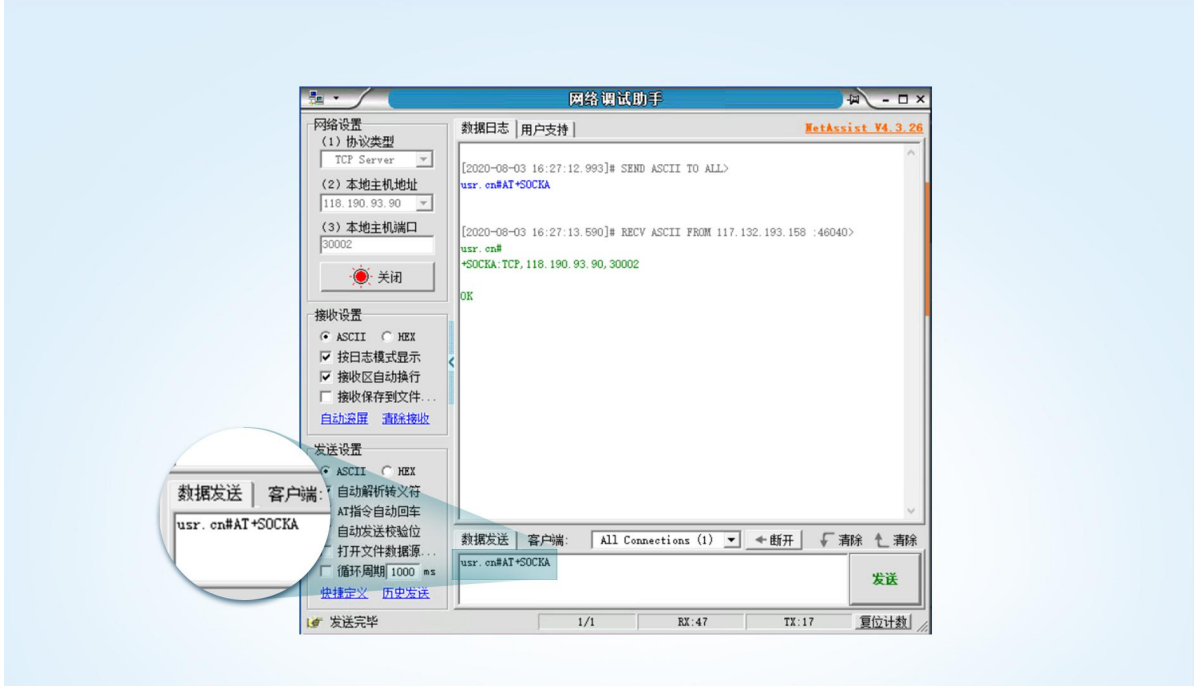 网络调试助手
网络设置
(1) 协议类型
TCP Server
(2) 本地主机地址
118.190.93.90
(3) 本地主机端口
30002
关闭
接收设置
ASCII HEX
按日志模式显示
接收区自动换行
接收保存到文件...
自动滚屏 清除接收
发送设置
ASCII HEX
自动解析转义符
AT指令自动回车
自动发送校验位
打开文件数据源...
循环周期 1000 ms
快捷定义 历史发送
数据日志 用户支持 NetAssist V4.3.26
[2020-08-03 16:27:12.993]# SEND ASCII TO ALL>
usr.cn#AT+SOCKA
[2020-08-03 16:27:13.590]# RECV ASCII FROM 117.132.193.158 :46040>
usr.cn#
+SOCKA:TCP,118.190.93.90,30002
OK
数据发送 客户端: All Connections (1) 断开 清除 清除
usr.cn#AT+SOCKA
发送
数据发送 客户端:
usr.cn#AT+SOCKA
发送完毕 1/1 RX:47 TX:17 复位计数